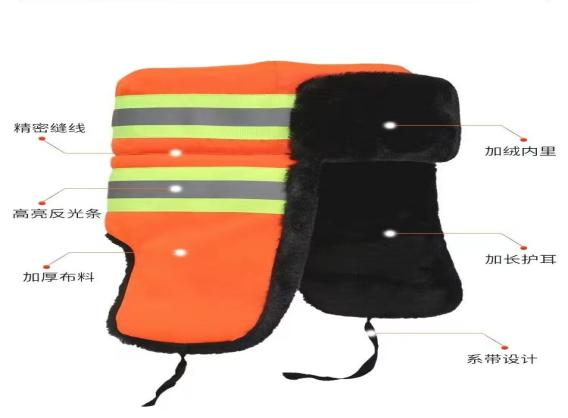 精密缝线
加绒内里
高亮反光条
加长护耳
加厚布料
系带设计